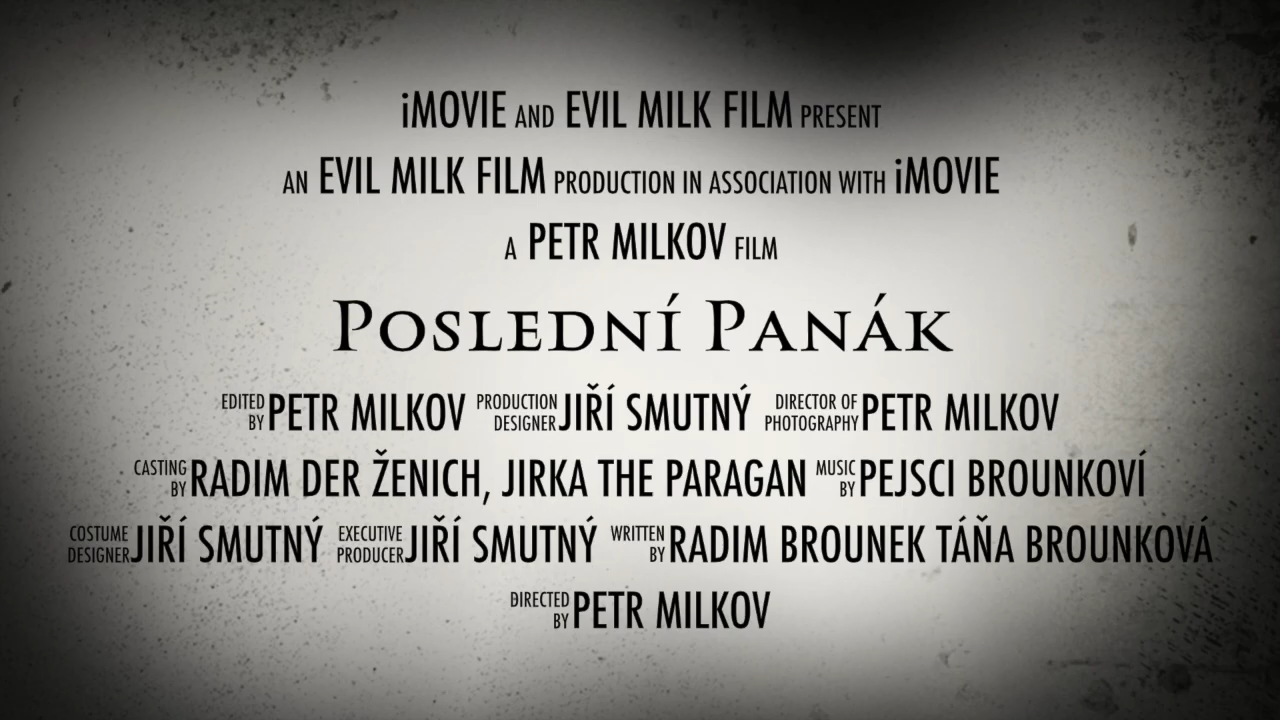 iMOVIE AND EVIL MILK FILM PRESENT
AN EVIL MILK FILM PRODUCTION IN ASSOCIATION WITH iMOVIE
A PETR MILKOV FILM
POSLEDNÍ PANÁK
EDITED BY PETR MILKOV PRODUCTION DESIGNER JIŘÍ SMUTNÝ DIRECTOR OF PHOTOGRAPHY PETR MILKOV
CASTING BY RADIM DER ŽENICH, JIRKA THE PARAGAN MUSIC BY PEJSCI BROUNKOVÍ
COSTUME DESIGNER JIŘÍ SMUTNÝ EXECUTIVE PRODUCER JIŘÍ SMUTNÝ WRITTEN BY RADIM BROUNEK TÁŇA BROUNKOVÁ
DIRECTED BY PETR MILKOV